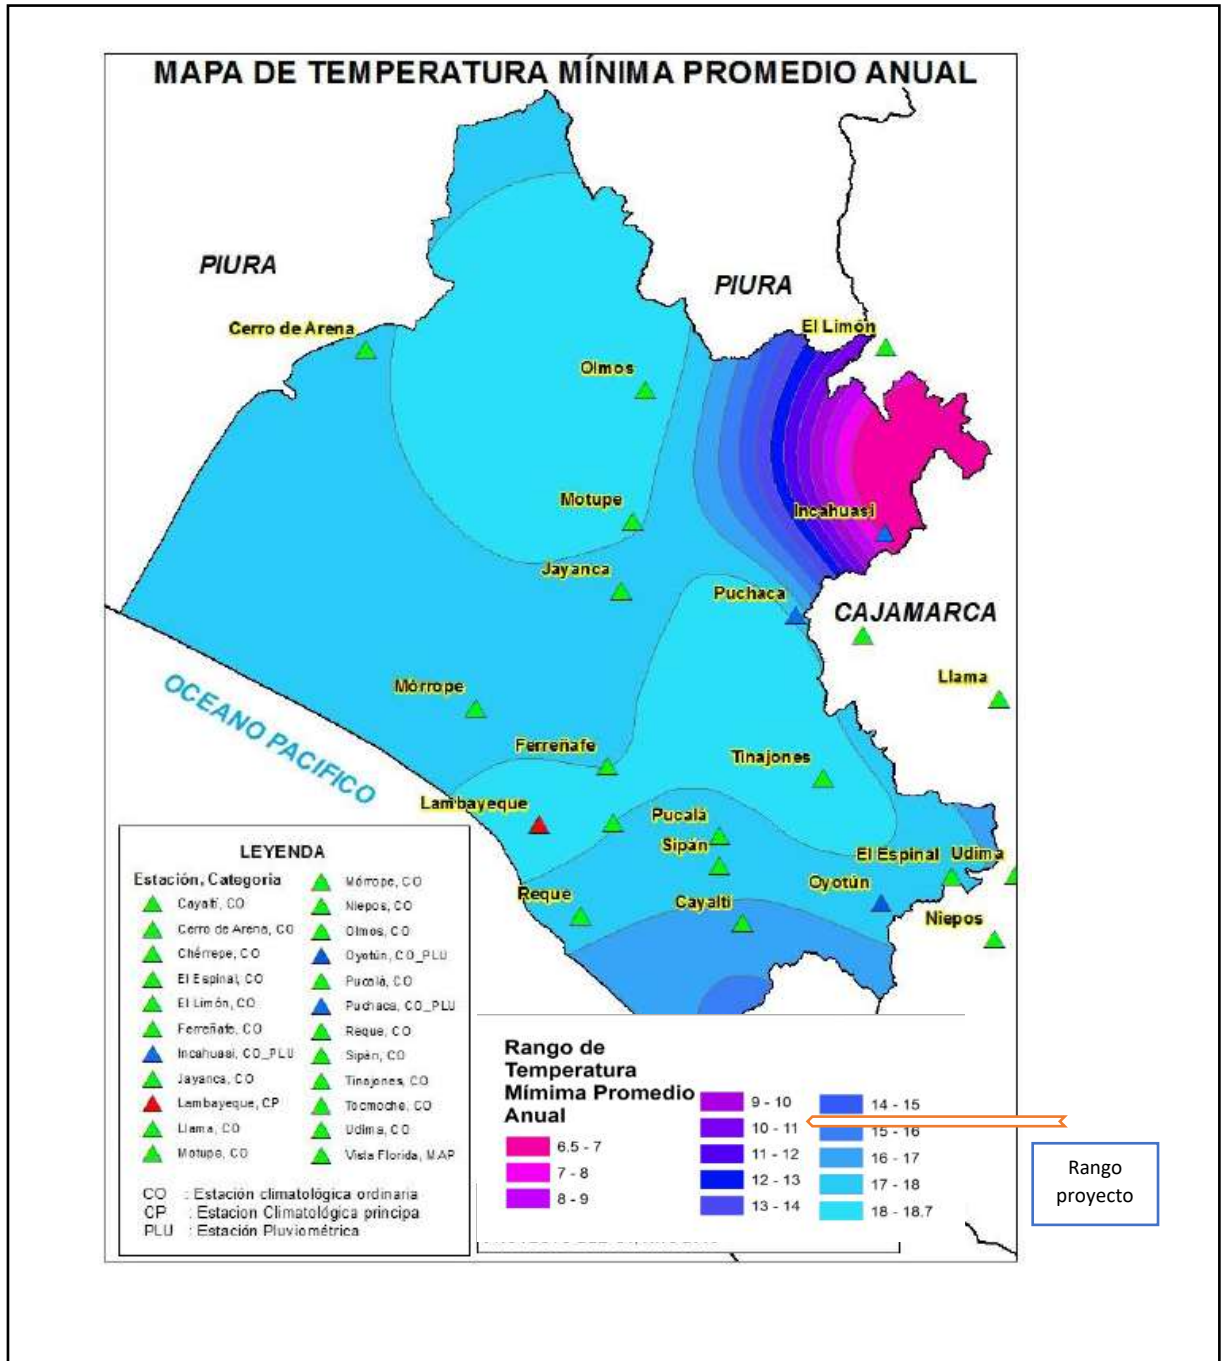 MAPA DE TEMPERATURA MÍNIMA PROMEDIO ANUAL
PIURA
PIURA
El Limón
Cerro de Arena
Olmos
Motupe
Incahuasi
Jayanca
Puchaca
CAJAMARCA
Llama
OCEANO PACIFICO
Mórrope
Ferreñafe
Tinajones
Lambayeque
Pucalá
Sipán
El Espinal
Udima
Oyotún
Reque
Cayaltí
Niepos
LEYENDA
Estación, Categoria
Cayaltí, CO
Cerro de Arena, CO
Chérrepe, CO
El Espinal, CO
El Limón, CO
Ferreñafe, CO
Incahuasi, CO_PLU
Jayanca, CO
Lambayeque, CP
Llama, CO
Motupe, CO
Mórrope, CO
Niepos, CO
Olmos, CO
Oyotún, CO_PLU
Pucalá, CO
Puchaca, CO_PLU
Reque, CO
Sipán, CO
Tinajones, CO
Tocmoche, CO
Udima, CO
Vista Florida, MAP
CO : Estación climatológica ordinaria
CP : Estacion Climatológica principa
PLU : Estación Pluviométrica
Rango de
Temperatura
Mímima Promedio
Anual
6.5 - 7
7 - 8
8 - 9
9 - 10
10 - 11
11 - 12
12 - 13
13 - 14
14 - 15
15 - 16
16 - 17
17 - 18
18 - 18.7
Rango
proyecto